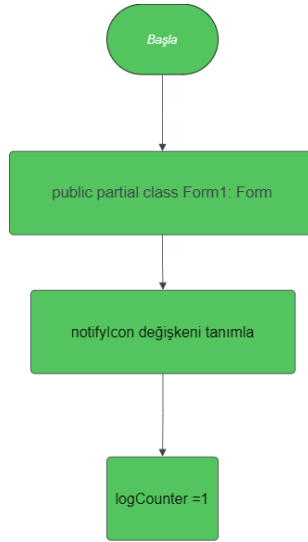 Başla
public partial class Form1: Form
notifyIcon değişkeni tanımla
logCounter =1